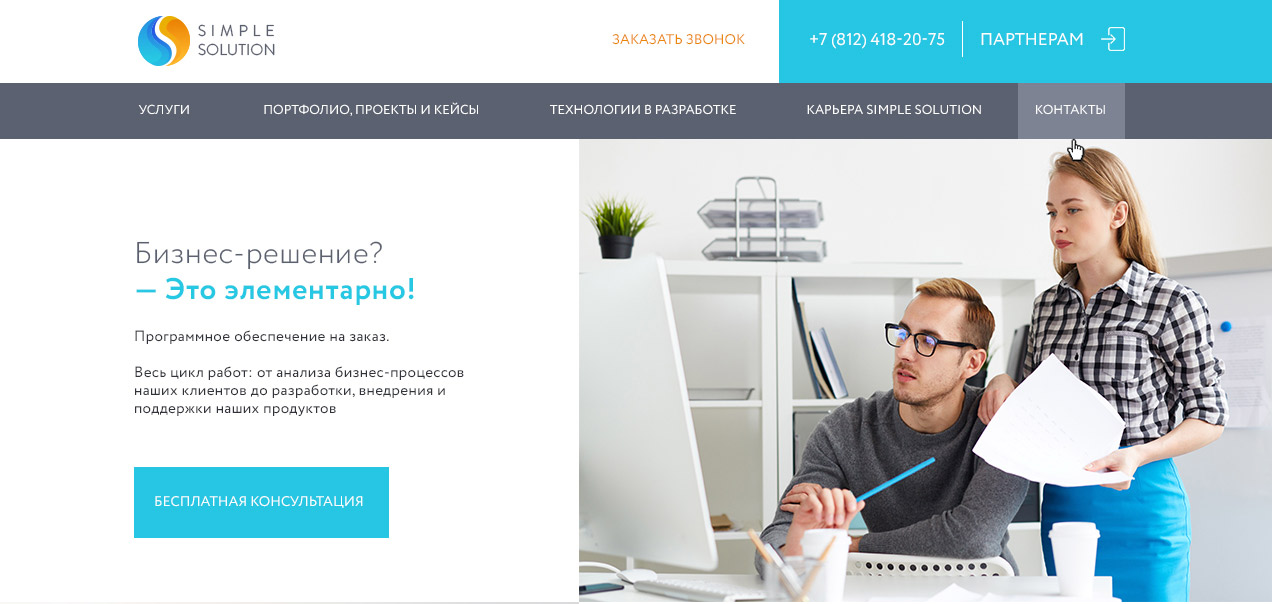 SIMPLE
SOLUTION
ЗАКАЗАТЬ ЗВОНОК
+7 (812) 418-20-75
ПАРТНЕРАМ
УСЛУГИ
ПОРТФОЛИО, ПРОЕКТЫ И КЕЙСЫ
ТЕХНОЛОГИИ В РАЗРАБОТКЕ
КАРЬЕРА SIMPLE SOLUTION
КОНТАКТЫ
Бизнес-решение?
— Это элементарно!
Программное обеспечение на заказ.
Весь цикл работ: от анализа бизнес-процессов
наших клиентов до разработки, внедрения и
поддержки наших продуктов
БЕСПЛАТНАЯ КОНСУЛЬТАЦИЯ